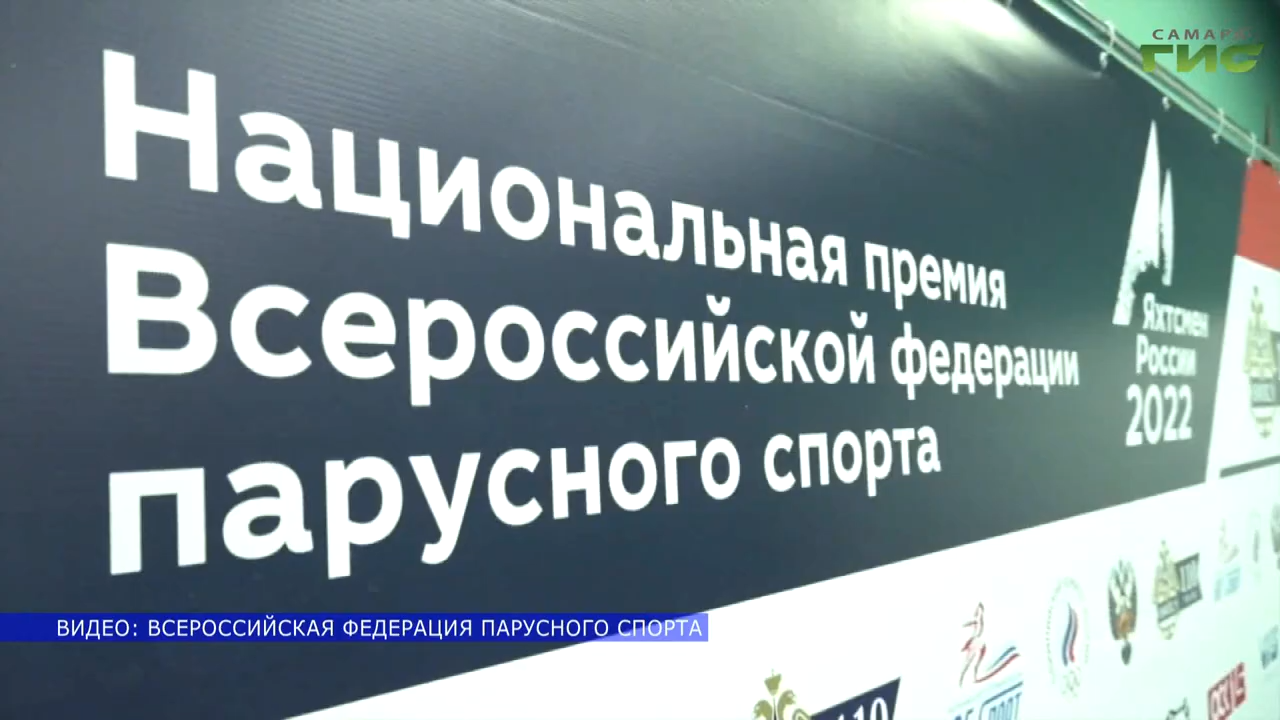 САМАРА
ГИС
Национальная премия
Всероссийской федерации
парусного спорта
Яхтсмен
России
2022
ВИДЕО: ВСЕРОССИЙСКАЯ ФЕДЕРАЦИЯ ПАРУСНОГО СПОРТА